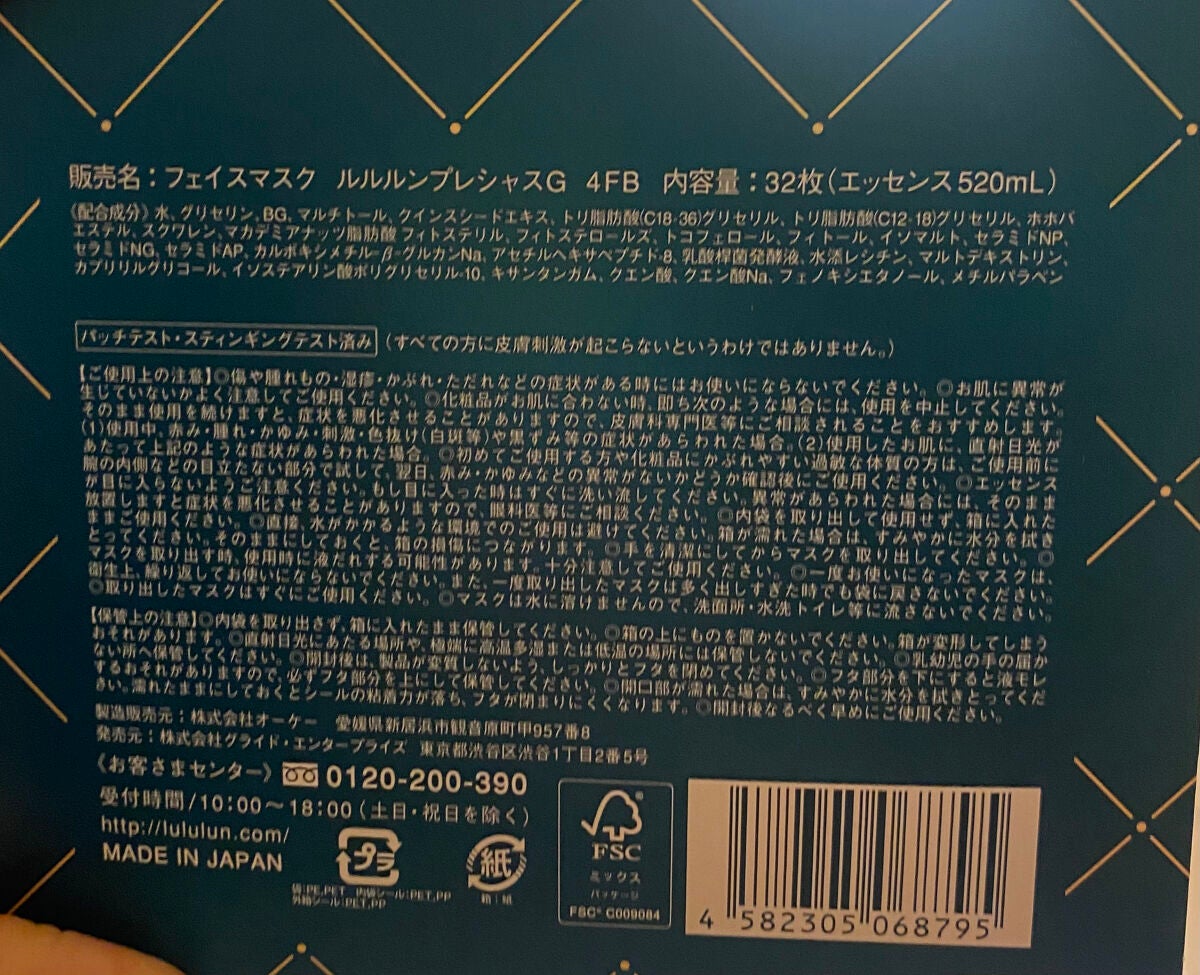 販売名：フェイスマスク ルルルンプレシャスG 4FB 内容量：32枚（エッセンス520mL）
《配合成分》水、グリセリン、BG、マルチトール、クインスシードエキス、トリ脂肪酸(C18-36)グリセリル、トリ脂肪酸(C12-18)グリセリル、ホホバ
エステル、スクワレン、マカデミアナッツ脂肪酸フィトステリル、フィトステロールズ、トコフェロール、フィトール、イソマルト、セラミドNP、
セラミドNG、セラミドAP、カルボキシメチル-β-グルカンNa、アセチルヘキサペプチド-8、乳酸桿菌発酵液、水添レシチン、マルトデキストリン、
カプリリルグリコール、イソステアリン酸ポリグリセリル-10、キサンタンガム、クエン酸、クエン酸Na、フェノキシエタノール、メチルパラベン
パッチテスト・スティンギングテスト済み（すべての方に皮膚刺激が起こらないというわけではありません。）
【ご使用上の注意】◎傷や腫れもの・湿疹・かぶれ・ただれなどの症状がある時にはお使いにならないでください。◎お肌に異常が
生じていないかよく注意してご使用ください。◎化粧品がお肌に合わない時、即ち次のような場合には、使用を中止してください。
そのまま使用を続けますと、症状を悪化させることがありますので、皮膚科専門医等にご相談されることをおすすめします。
(1)使用中、赤み・腫れ・かゆみ・刺激・色抜け(白斑等)や黒ずみ等の症状があらわれた場合。(2)使用したお肌に、直射日光が
あたって上記のような症状があらわれた場合。◎初めてご使用する方や化粧品にかぶれやすい過敏な体質の方は、ご使用前に
腕の内側などの目立たない部分で試して、翌日、赤み・かゆみなどの異常がないかどうか確認後にご使用ください。◎エッセンス
が目に入らないようご注意ください。もし目に入った時はすぐに洗い流してください。異常があらわれた場合には、そのまま
放置しますと症状を悪化させることがありますので、眼科医等にご相談ください。◎内袋を取り出して使用せず、箱に入れた
ままご使用ください。◎直接、水がかかるような環境でのご使用は避けてください。箱が濡れた場合は、すみやかに水分を拭き
とってください。そのままにしておくと、箱の損傷につながります。◎手を清潔にしてからマスクを取り出してください。◎
マスクを取り出す時、使用時に液だれする可能性があります。十分注意してご使用ください。◎一度お使いになったマスクは、
衛生上、繰り返してお使いにならないでください。また、一度取り出したマスクは多く出しすぎた時でも袋に戻さないでください。
◎取り出したマスクはすぐにご使用ください。◎マスクは水に溶けませんので、洗面所・水洗トイレ等に流さないでください。
【保管上の注意】◎内袋を取り出さず、箱に入れたまま保管してください。◎箱の上にものを置かないでください。箱が変形してしまう
おそれがあります。◎直射日光にあたる場所や、極端に高温多湿または低温の場所には保管しないでください。◎乳幼児の手の届か
ない所へ保管してください。◎開封後は、製品が変質しないよう、しっかりとフタを閉めてください。◎フタ部分を下にすると液モレ
するおそれがありますので、必ずフタ部分を上にして保管してください。◎開口部が濡れた場合は、すみやかに水分を拭きとってくだ
さい。濡れたままにしておくとシールの粘着力が落ち、フタが閉まりにくくなります。◎開封後なるべく早めにご使用ください。
製造販売元：株式会社オーケー 愛媛県新居浜市観音原町甲957番8
発売元：株式会社グライド・エンタープライズ 東京都渋谷区渋谷1丁目2番5号
〈お客さまセンター〉 0120-200-390
受付時間/10:00〜18:00（土日・祝日を除く）
http://lululun.com/
MADE IN JAPAN
プラ
袋:PE,PET 内袋シール:PET,PP
外箱シール:PET,PP
紙
箱：紙
FSC
ミックス
パッケージ
FSC® C009084
4 582305 068795